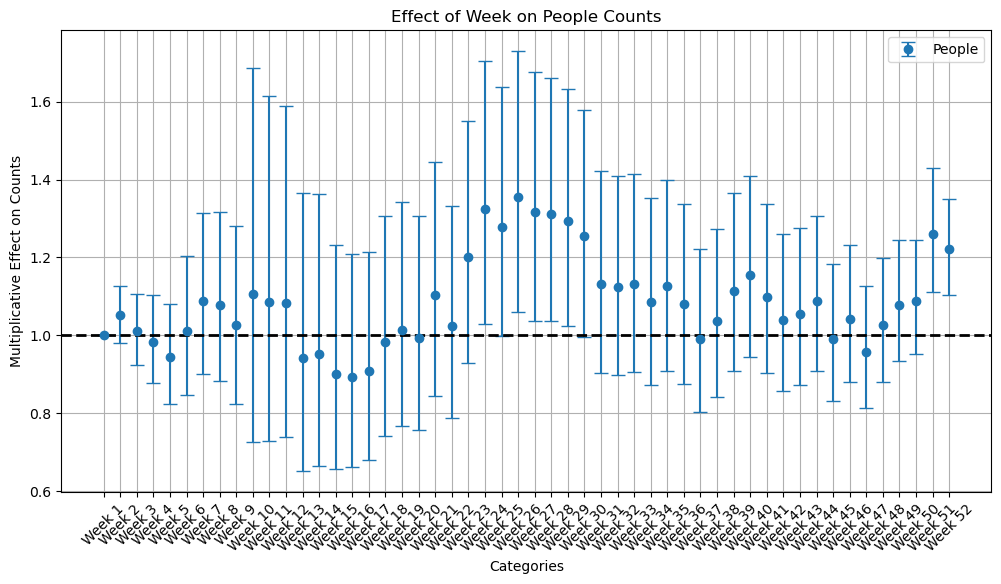 Effect of Week on People Counts
People
Multiplicative Effect on Counts
1.6
1.4
1.2
1.0
0.8
0.6
Week 1
Week 2
Week 3
Week 4
Week 5
Week 6
Week 7
Week 8
Week 9
Week 10
Week 11
Week 12
Week 13
Week 14
Week 15
Week 16
Week 17
Week 18
Week 19
Week 20
Week 21
Week 22
Week 23
Week 24
Week 25
Week 26
Week 27
Week 28
Week 29
Week 30
Week 31
Week 32
Week 33
Week 34
Week 35
Week 36
Week 37
Week 38
Week 39
Week 40
Week 41
Week 42
Week 43
Week 44
Week 45
Week 46
Week 47
Week 48
Week 49
Week 50
Week 51
Week 52
Categories